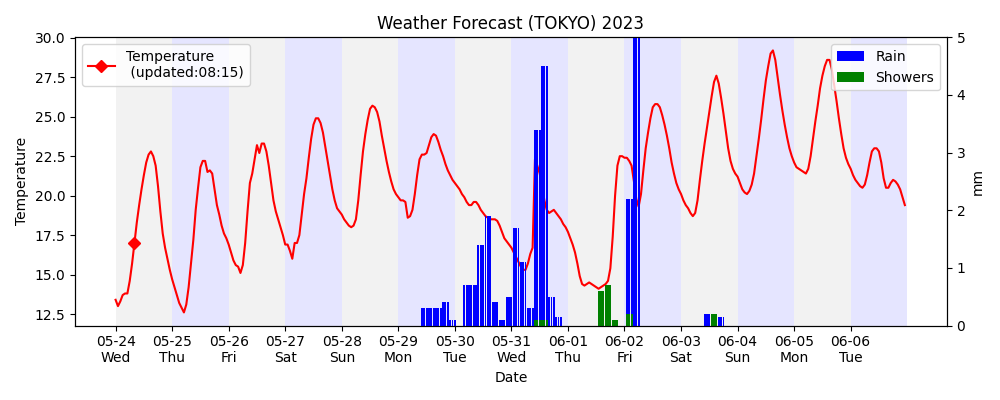 Weather Forecast (TOKYO) 2023
Temperature
(updated:08:15)
Rain
Showers
30.0
27.5
25.0
22.5
20.0
17.5
15.0
12.5
Temperature
5
4
3
2
1
0
mm
05-24 05-25 05-26 05-27 05-28 05-29 05-30 05-31 06-01 06-02 06-03 06-04 06-05 06-06
Wed Thu Fri Sat Sun Mon Tue Wed Thu Fri Sat Sun Mon Tue
Date